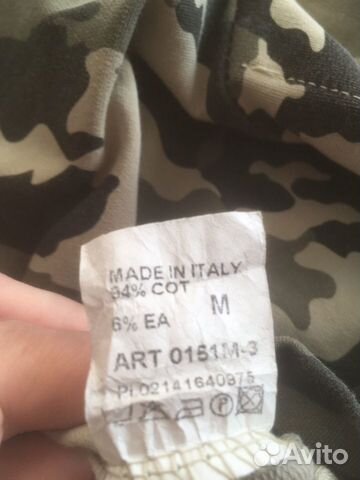 MADE IN ITALY
94% COT
M
6% EA
ART 0151M-3
PI 02141640975
Avito